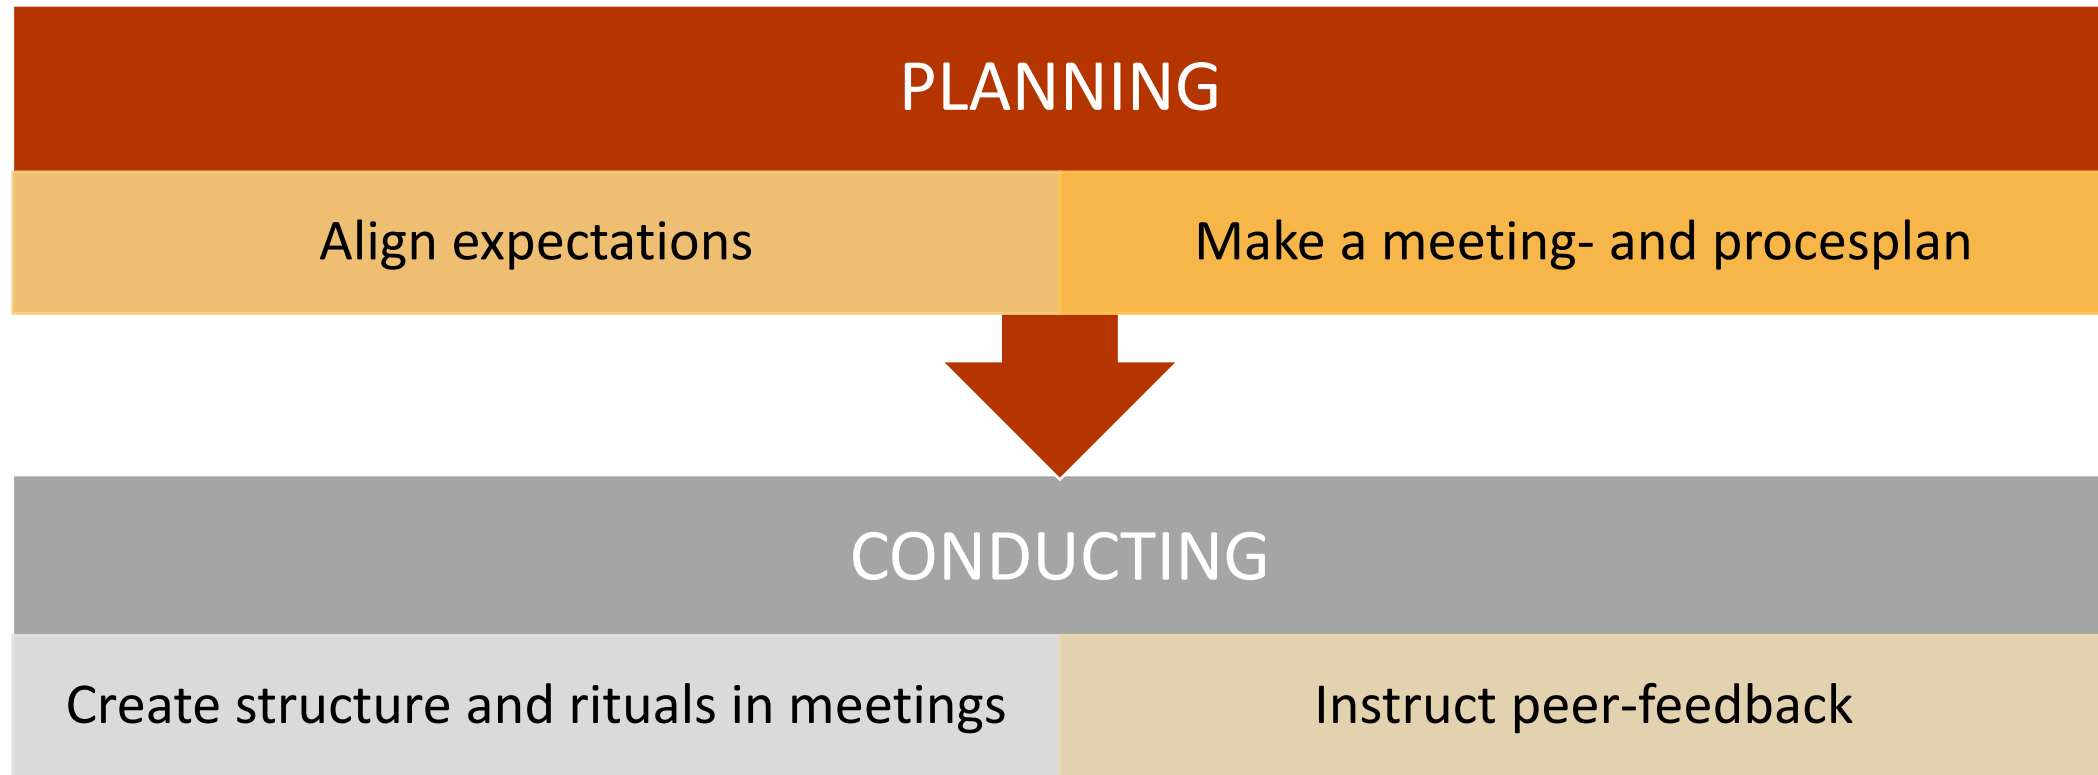 PLANNING
Align expectations
Make a meeting- and procesplan
CONDUCTING
Create structure and rituals in meetings
Instruct peer-feedback